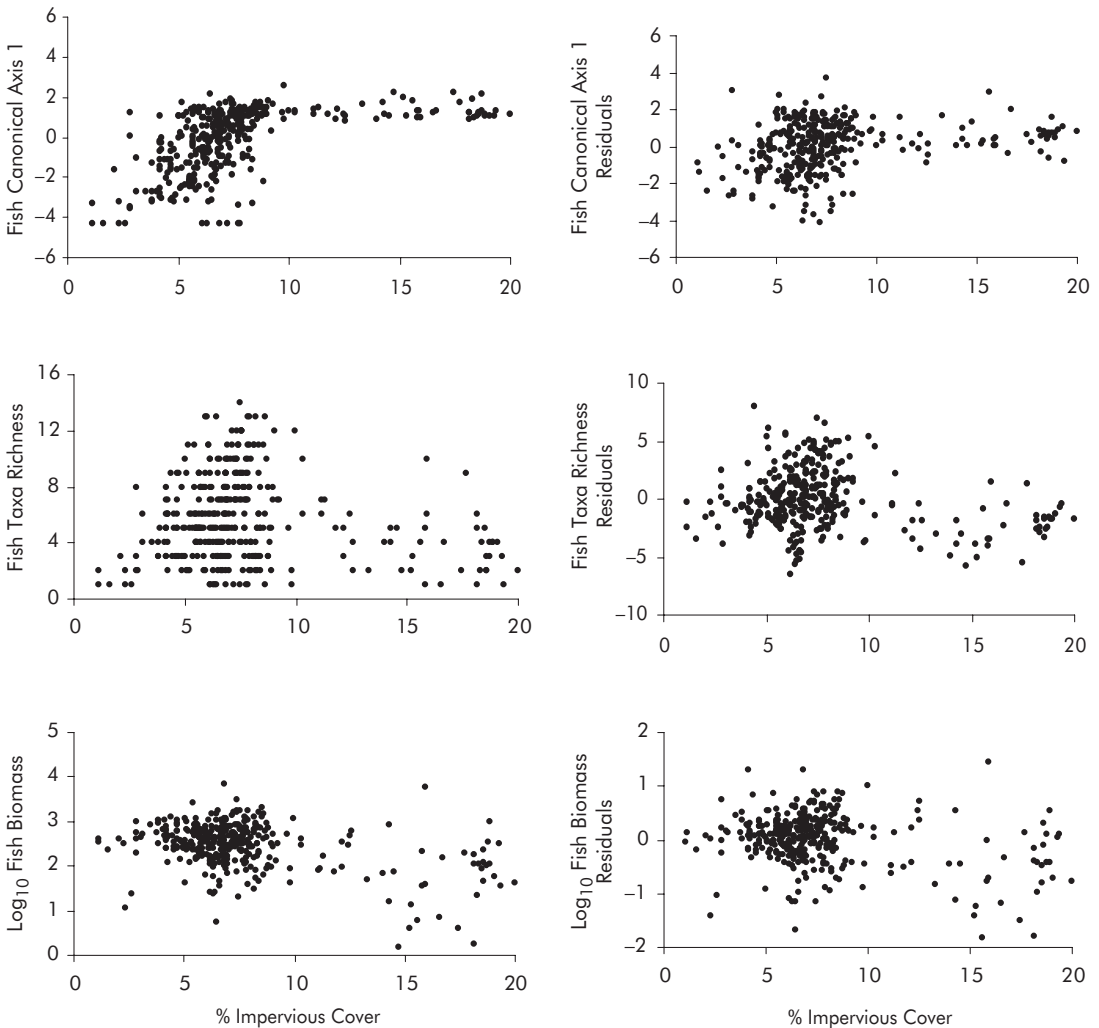 Fish Canonical Axis 1
6
4
2
0
–2
–4
–6
0 5 10 15 20
Fish Canonical Axis 1
Residuals
6
4
2
0
–2
–4
–6
0 5 10 15 20
Fish Taxa Richness
16
12
8
4
0
0 5 10 15 20
Fish Taxa Richness
Residuals
10
5
0
–5
–10
0 5 10 15 20
Log10 Fish Biomass
5
4
3
2
1
0
0 5 10 15 20
% Impervious Cover
Log10 Fish Biomass
Residuals
2
1
0
–1
–2
0 5 10 15 20
% Impervious Cover